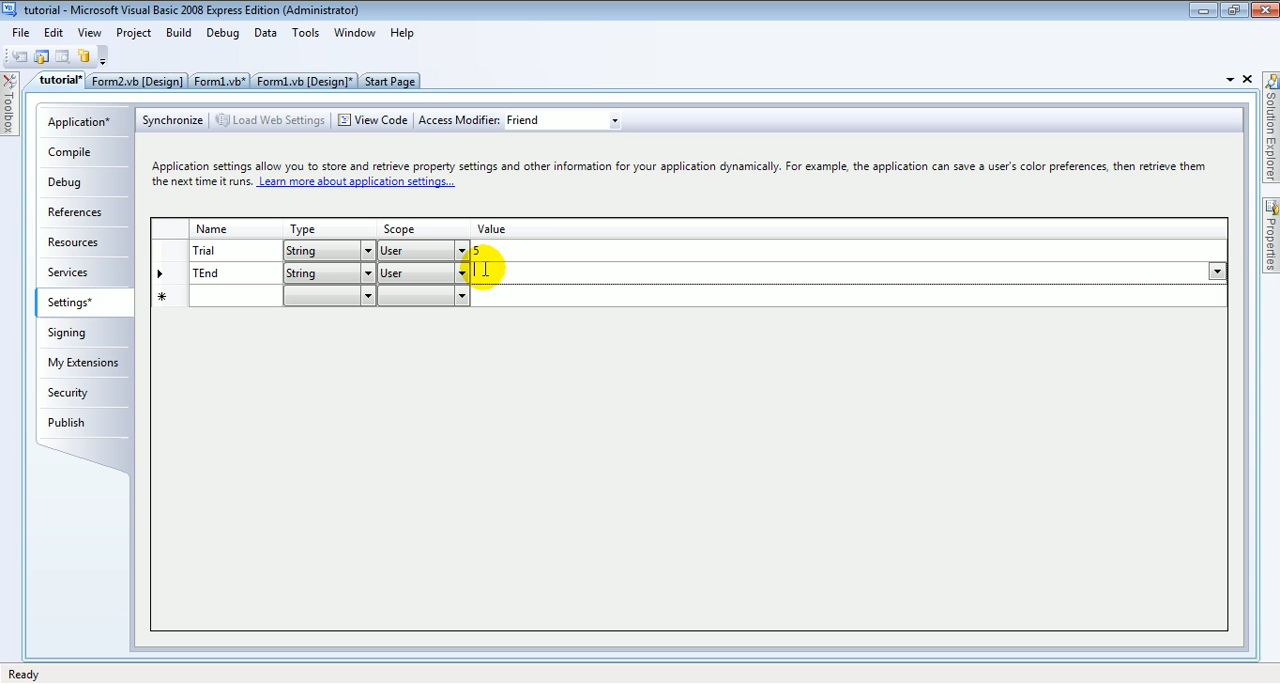 tutorial - Microsoft Visual Basic 2008 Express Edition (Administrator)
File Edit View Project Build Debug Data Tools Window Help
tutorial* Form2.vb [Design] Form1.vb* Form1.vb [Design]* Start Page
Toolbox
Solution Explorer
Properties
Application*
Compile
Debug
References
Resources
Services
Settings*
Signing
My Extensions
Security
Publish
Synchronize Load Web Settings View Code Access Modifier: Friend
Application settings allow you to store and retrieve property settings and other information for your application dynamically. For example, the application can save a user's color preferences, then retrieve them
the next time it runs. Learn more about application settings...
Name Type Scope Value
Trial String User 5
TEnd String User
Ready